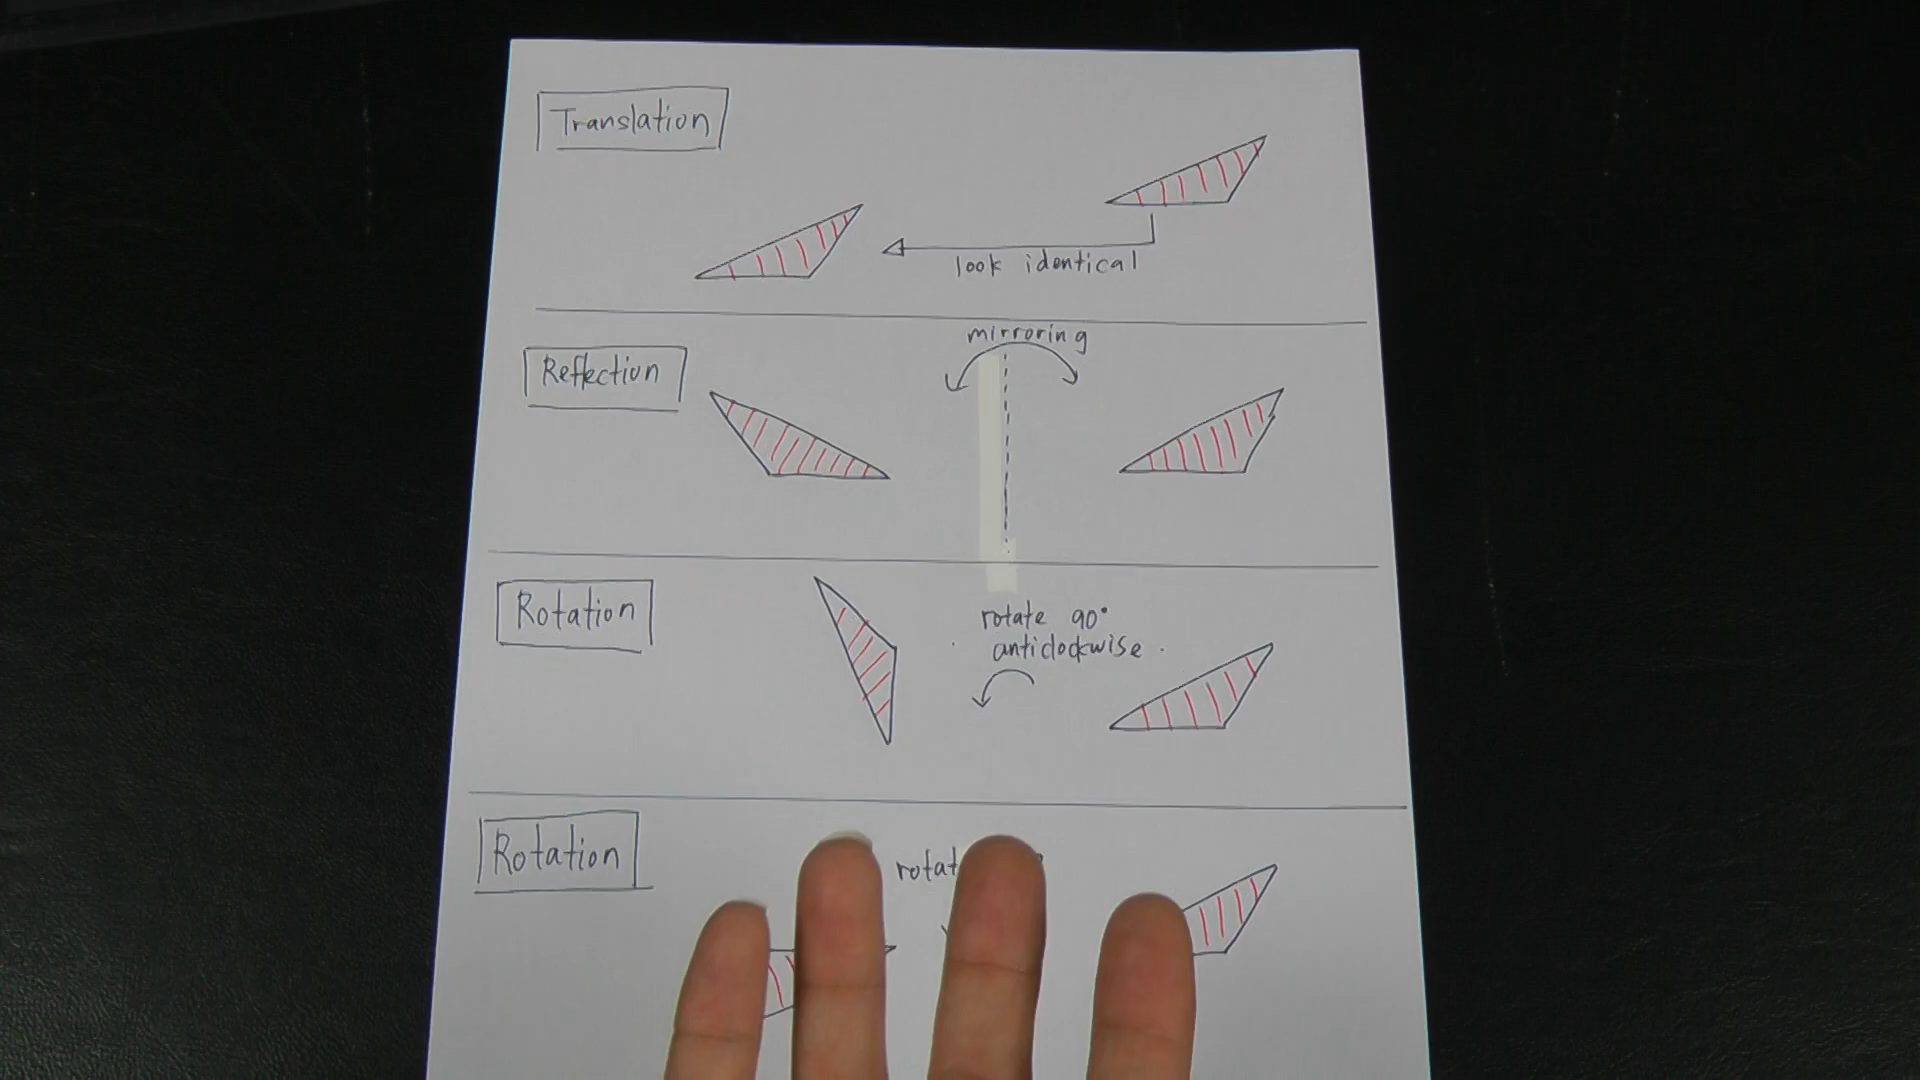 Translation
look identical
mirroring
Reflection
Rotation
rotate 90°
anticlockwise
Rotation